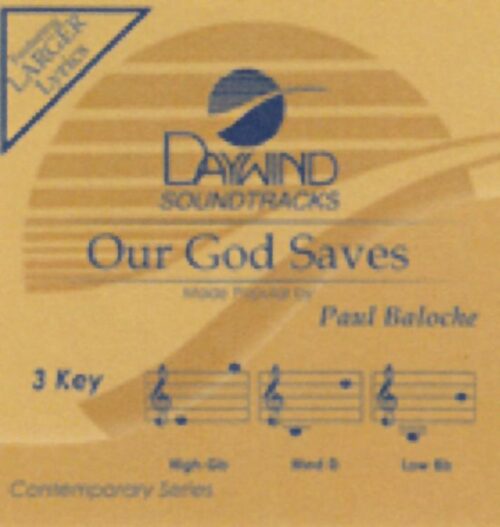 Featuring
LARGER
Lyrics
DAYWIND
SOUNDTRACKS
Our God Saves
Made Popular by
Paul Baloche
3 Key
High-Gb
Mind D
Low Bb
Contemporary Series